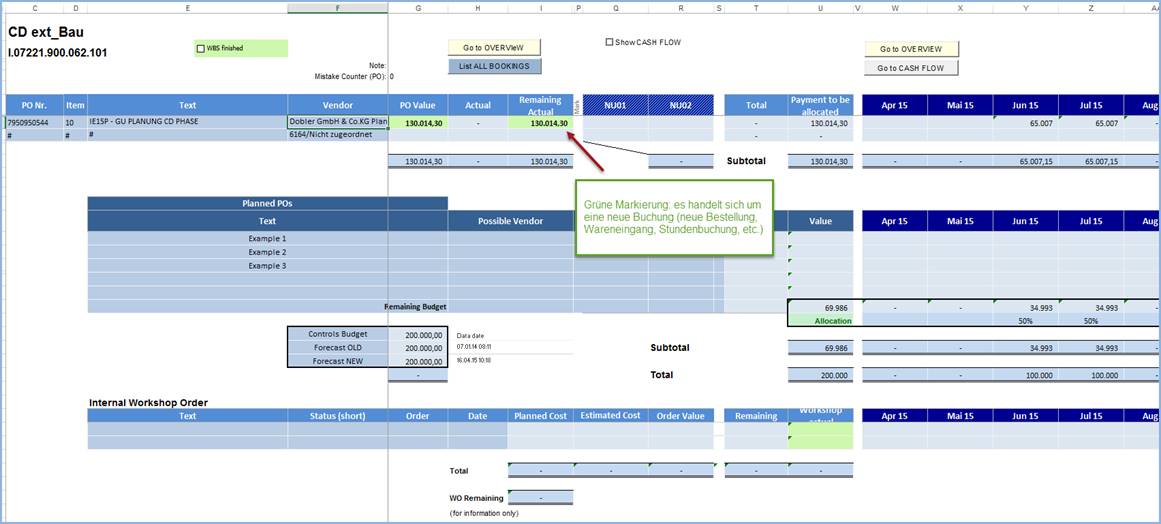 C D E F G H I P Q R S T U V W X Y Z AA
CD ext_Bau
I.07221.900.062.101
WBS finished
Note:
Mistake Counter (PO): 0
Go to OVERVIeW
List ALL BOOKINGS
Show CASH FLOW
Go to OVERVIEW
Go to CASH FLOW
PO Nr. Item Text Vendor PO Value Actual Remaining Actual Mark NU01 NU02 Total Payment to be allocated Apr 15 Mai 15 Jun 15 Jul 15 Aug
7950950544 10 IE15P - GU PLANUNG CD PHASE Dobler GmbH & Co.KG Plan 130.014,30 - 130.014,30 - 130.014,30 - - 65.007 65.007
# # # 6164/Nicht zugeordnet - -
130.014,30 - 130.014,30 - Subtotal 130.014,30 - - 65.007,15 65.007,15
Grüne Markierung: es handelt sich um
eine neue Buchung (neue Bestellung,
Wareneingang, Stundenbuchung, etc.)
Planned POs
Text Possible Vendor Value Apr 15 Mai 15 Jun 15 Jul 15 Aug
Example 1
Example 2
Example 3
Remaining Budget 69.986 - - 34.993 34.993
Allocation 50% 50%
Controls Budget 200.000,00 Data date
Forecast OLD 200.000,00 07.01.14 08:11
Forecast NEW 200.000,00 16.04.15 10:18
-
Subtotal 69.986 - - 34.993 34.993
Total 200.000 - - 100.000 100.000
Internal Workshop Order
Text Status (short) Order Date Planned Cost Estimated Cost Order Value Remaining Workshop actual Apr 15 Mai 15 Jun 15 Jul 15 Aug
Total - - - - -
WO Remaining -
(for information only)